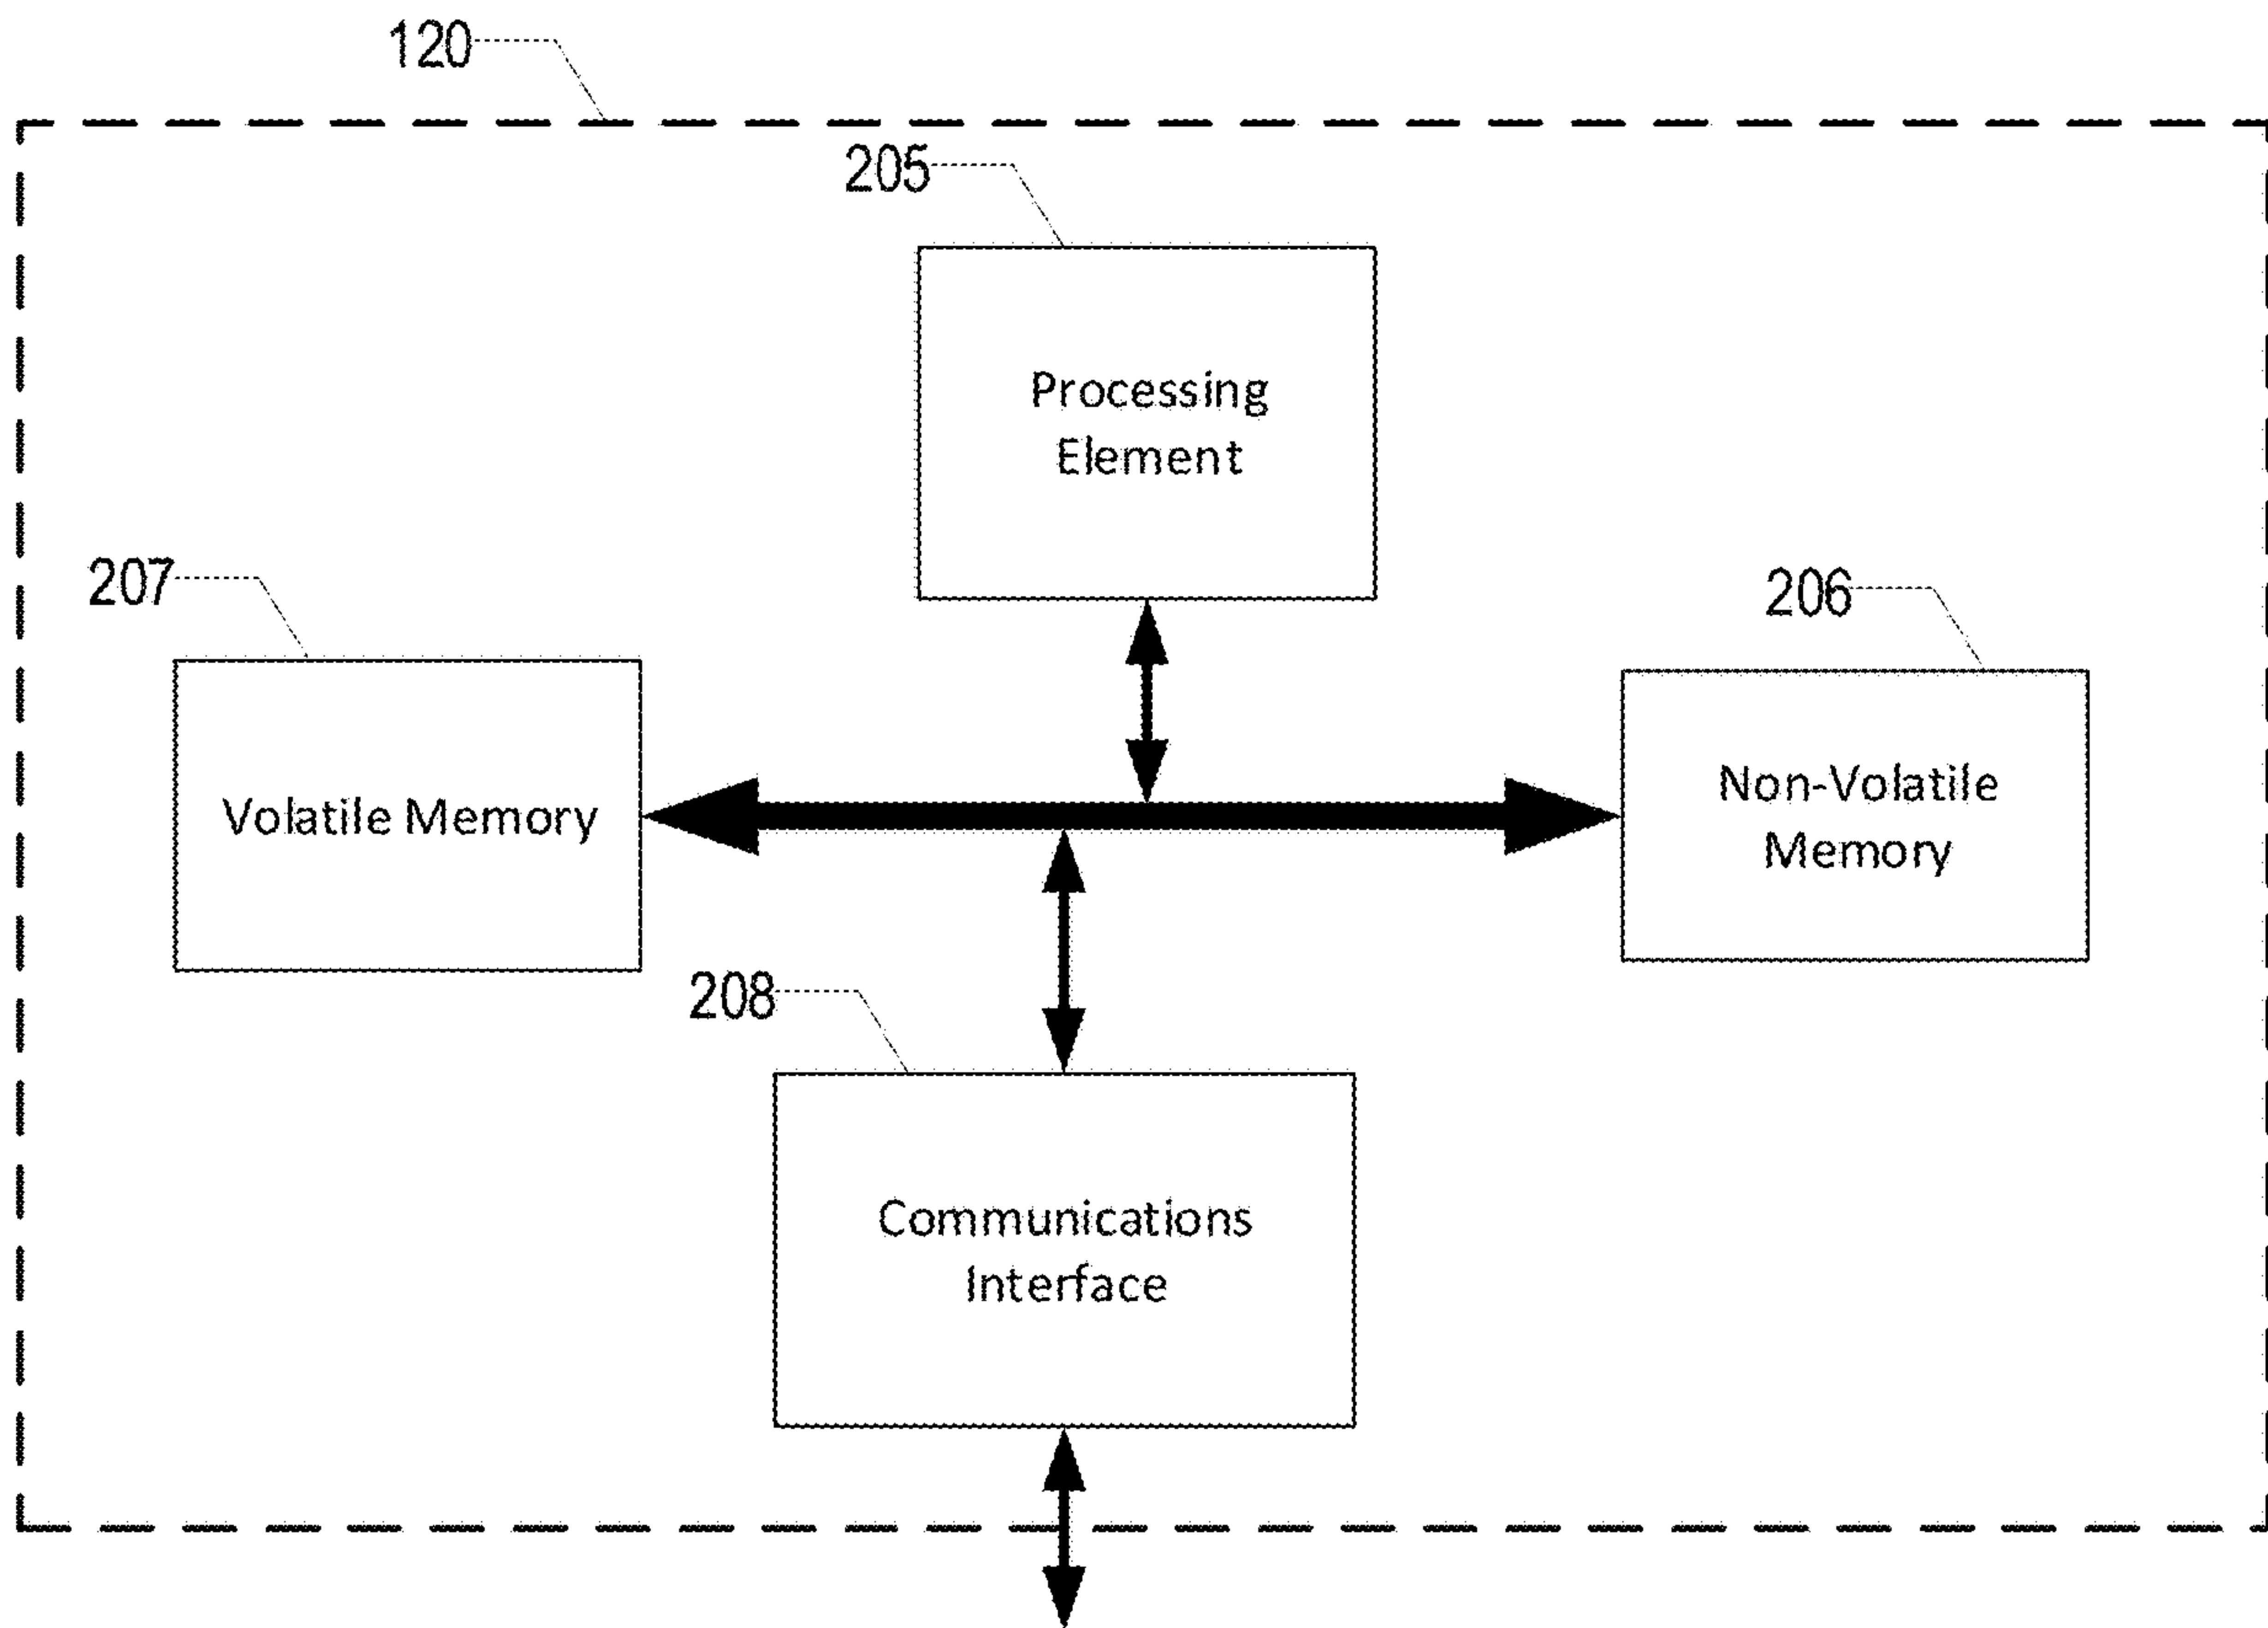 120
205
Processing
Element
207
206
Volatile Memory
Non-Volatile
Memory
208
Communications
Interface